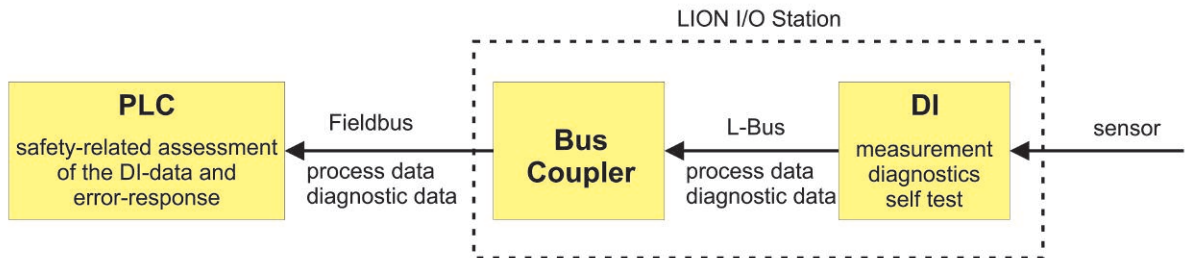 LION I/O Station
PLC
safety-related assessment
of the DI-data and
error-response
Fieldbus
process data
diagnostic data
Bus
Coupler
L-Bus
process data
diagnostic data
DI
measurement
diagnostics
self test
sensor